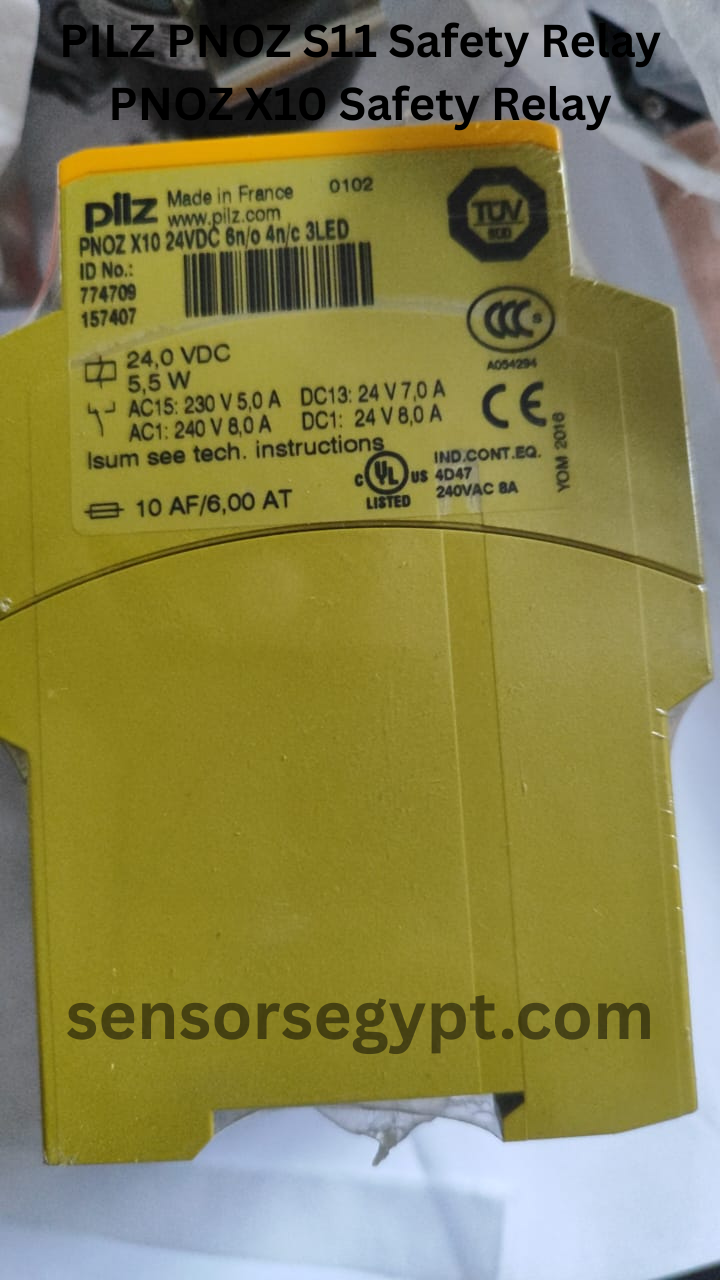 PILZ PNOZ S11 Safety Relay
PNOZ X10 Safety Relay
pilz Made in France 0102
www.pilz.com
PNOZ X10 24VDC 6n/o 4n/c 3LED
ID No.:
774709
157407
TÜV
SÜD
CCC S
A054294
24,0 VDC
5,5 W
AC15: 230 V 5,0 A DC13: 24 V 7,0 A
AC1: 240 V 8,0 A DC1: 24 V 8,0 A
CE
Isum see tech. instructions
YOM 2016
C UL US
LISTED
IND.CONT.EQ.
4D47
240VAC 8A
10 AF/6,00 AT
sensorsegypt.com